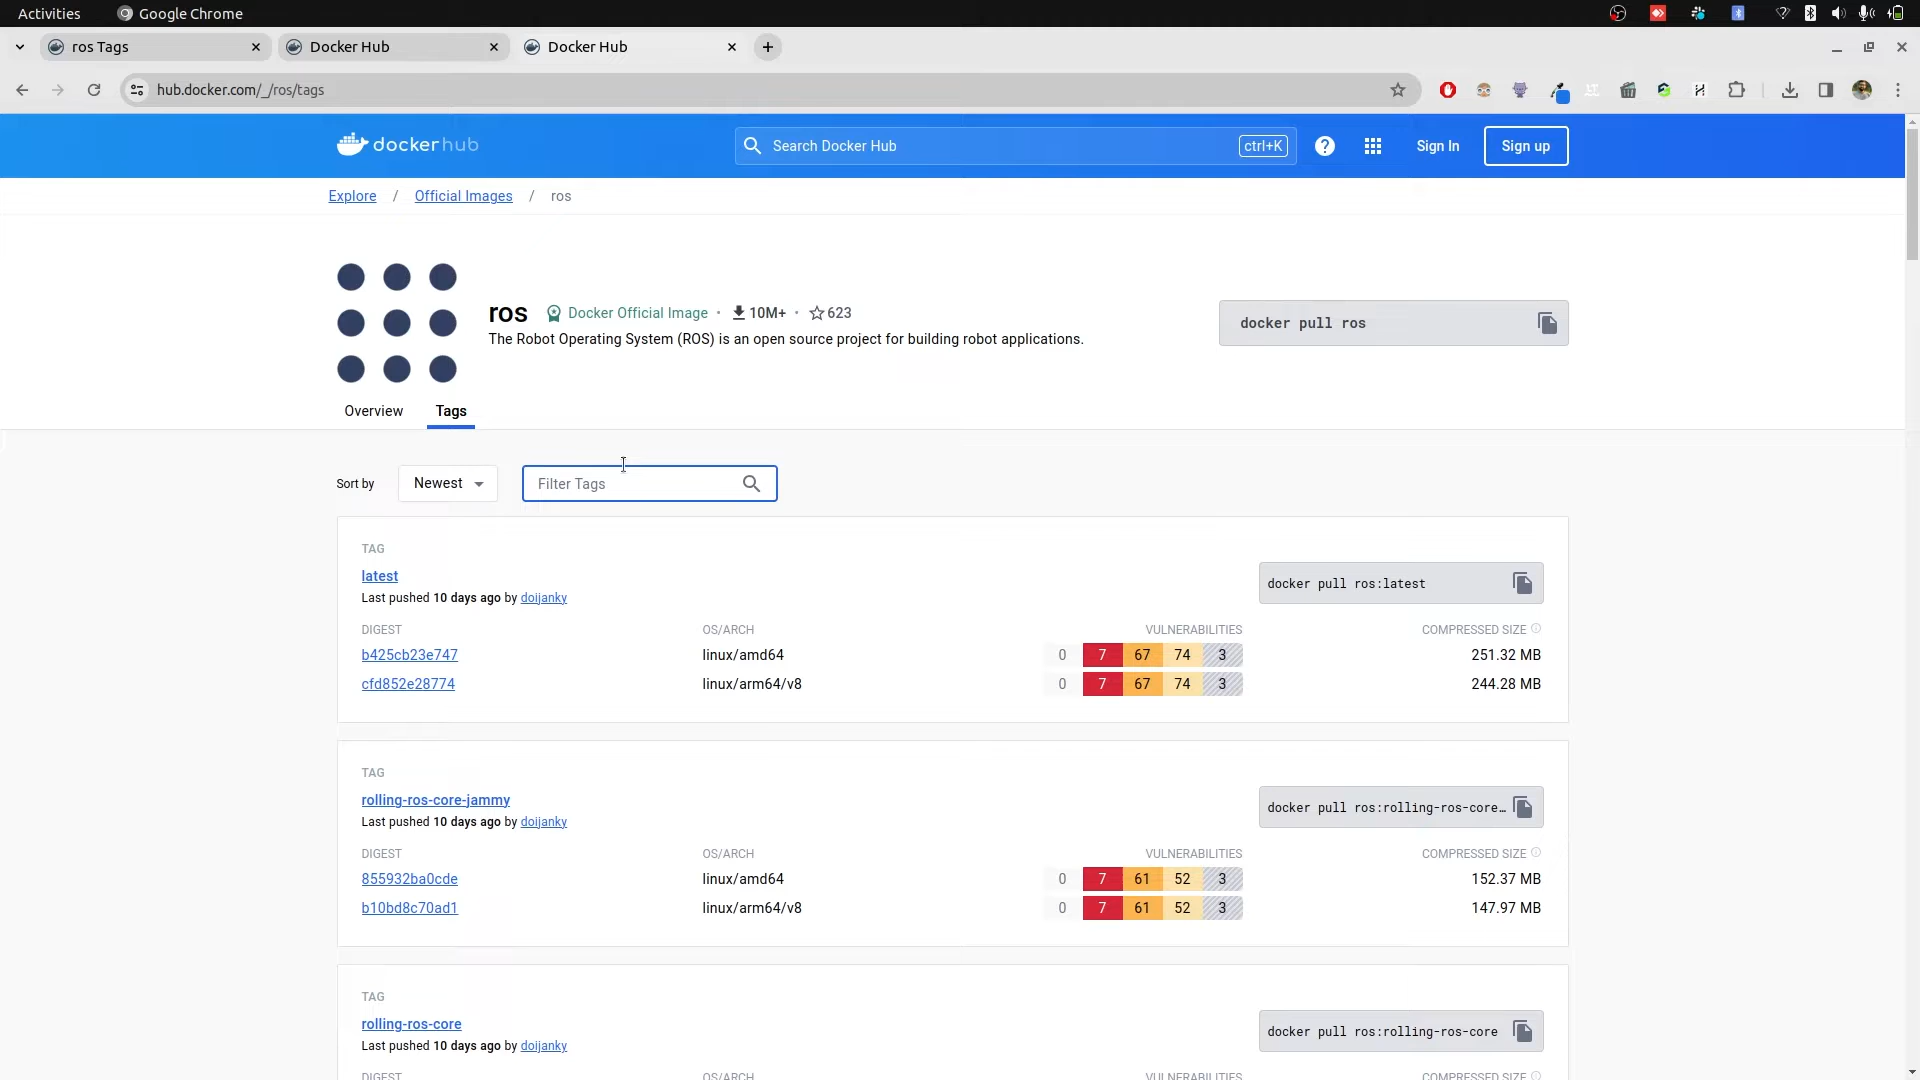 Activities
Google Chrome
ros Tags
Docker Hub
Docker Hub
hub.docker.com/_/ros/tags
dockerhub
Search Docker Hub
ctrl+K
?
Sign In
Sign up
Explore / Official Images / ros
ros
Docker Official Image · 10M+ · 623
The Robot Operating System (ROS) is an open source project for building robot applications.
docker pull ros
Overview
Tags
Sort by
Newest
Filter Tags
TAG
latest
Last pushed 10 days ago by doijanky
docker pull ros:latest
DIGEST OS/ARCH VULNERABILITIES COMPRESSED SIZE
b425cb23e747 linux/amd64 0 7 67 74 3 251.32 MB
cfd852e28774 linux/arm64/v8 0 7 67 74 3 244.28 MB
TAG
rolling-ros-core-jammy
Last pushed 10 days ago by doijanky
docker pull ros:rolling-ros-core…
DIGEST OS/ARCH VULNERABILITIES COMPRESSED SIZE
855932ba0cde linux/amd64 0 7 61 52 3 152.37 MB
b10bd8c70ad1 linux/arm64/v8 0 7 61 52 3 147.97 MB
TAG
rolling-ros-core
Last pushed 10 days ago by doijanky
docker pull ros:rolling-ros-core
DIGEST OS/ARCH VULNERABILITIES COMPRESSED SIZE